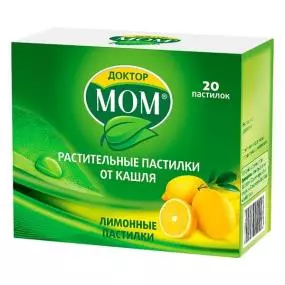 ДОКТОР
МОМ®
20
пастилок
РАСТИТЕЛЬНЫЕ ПАСТИЛКИ
ОТ КАШЛЯ
ЛИМОННЫЕ
ПАСТИЛКИ